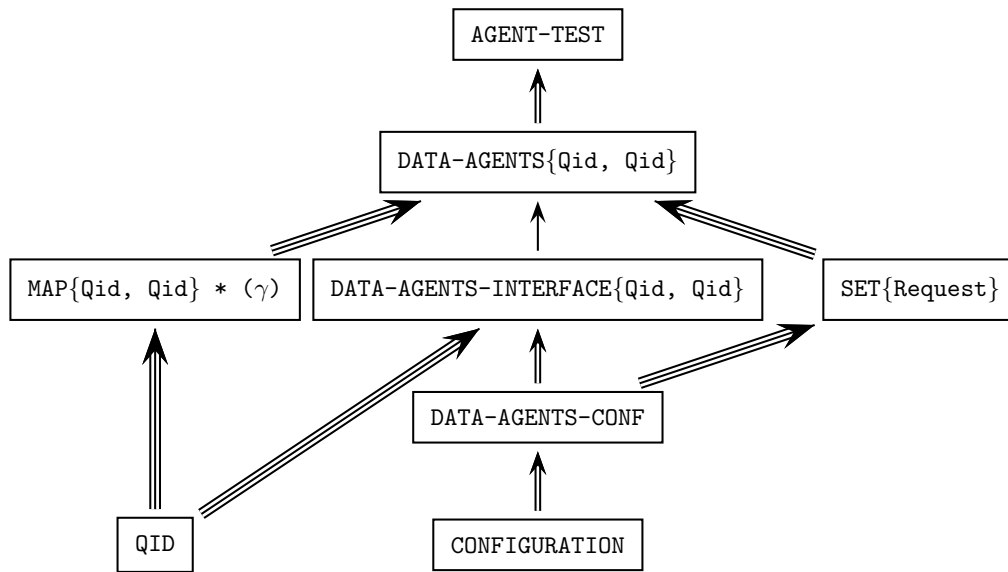 AGENT-TEST
DATA-AGENTS{Qid, Qid}
MAP{Qid, Qid} * (γ)
DATA-AGENTS-INTERFACE{Qid, Qid}
SET{Request}
DATA-AGENTS-CONF
QID
CONFIGURATION